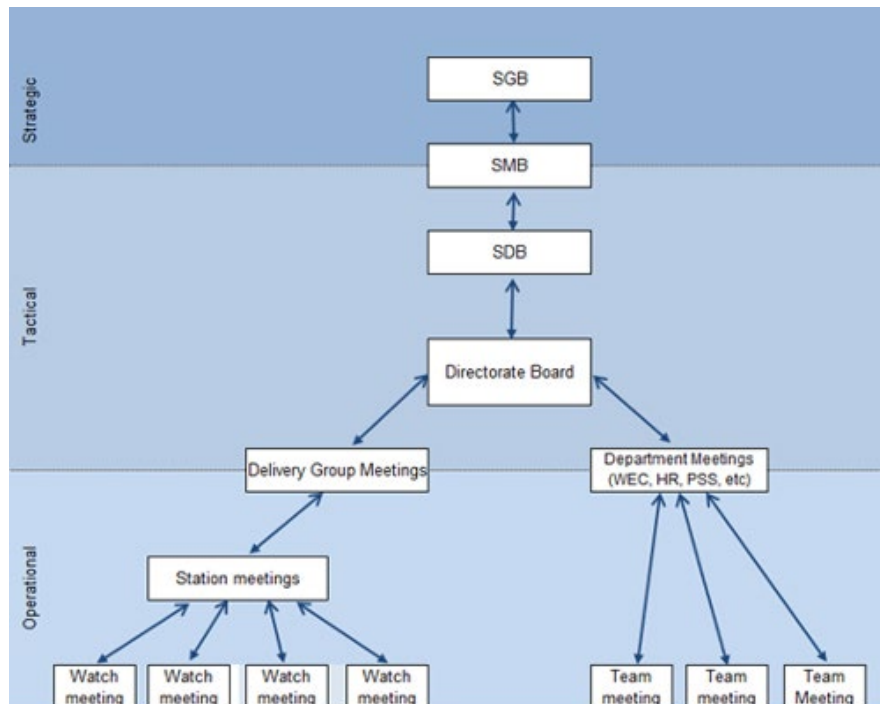 Strategic
SGB
SMB
Tactical
SDB
Directorate Board
Delivery Group Meetings
Department Meetings
(WEC, HR, PSS, etc)
Operational
Station meetings
Watch
meeting
Watch
meeting
Watch
meeting
Watch
meeting
Team
meeting
Team
meeting
Team
Meeting